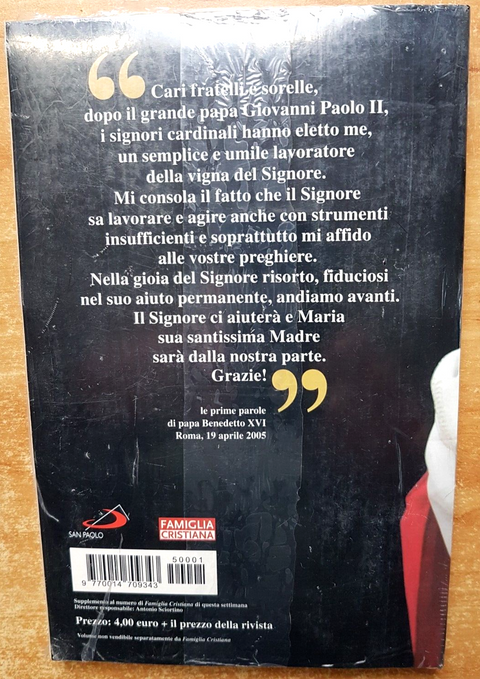 “
Cari fratelli e sorelle,
dopo il grande papa Giovanni Paolo II,
i signori cardinali hanno eletto me,
un semplice e umile lavoratore
della vigna del Signore.
Mi consola il fatto che il Signore
sa lavorare e agire anche con strumenti
insufficienti e soprattutto mi affido
alle vostre preghiere.
Nella gioia del Signore risorto, fiduciosi
nel suo aiuto permanente, andiamo avanti.
Il Signore ci aiuterà e Maria
sua santissima Madre
sarà dalla nostra parte.
Grazie!
”
le prime parole
di papa Benedetto XVI
Roma, 19 aprile 2005
SAN PAOLO
FAMIGLIA
CRISTIANA
50001
9 770014 709343
Supplemento al numero di Famiglia Cristiana di questa settimana
Direttore responsabile: Antonio Sciortino
Prezzo: 4,00 euro + il prezzo della rivista
Volume non vendibile separatamente da Famiglia Cristiana